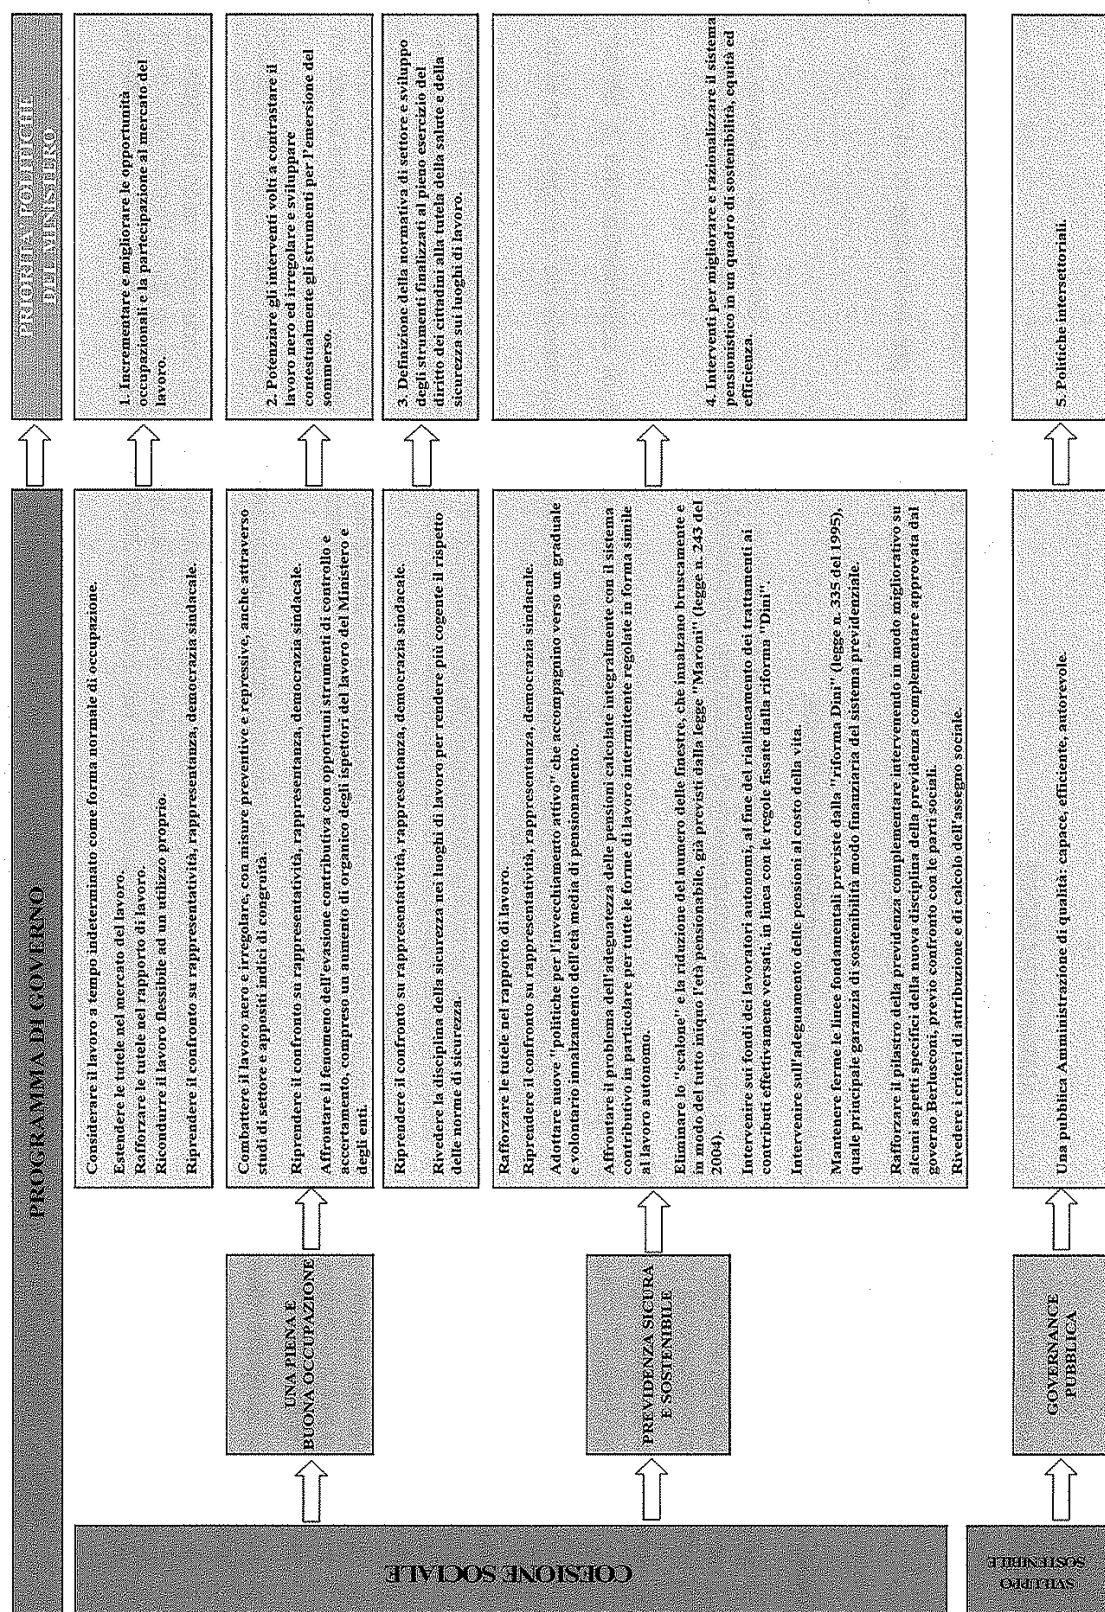 PROGRAMMA DI GOVERNO
PRIORITÀ POLITICHE
DEL MINISTERO
COESIONE SOCIALE
UNA PIENA E
BUONA OCCUPAZIONE
Considerare il lavoro a tempo indeterminato come forma normale di occupazione.
Estendere le tutele nel mercato del lavoro.
Rafforzare le tutele nel rapporto di lavoro.
Ricondurre il lavoro flessibile ad un utilizzo proprio.
Riprendere il confronto su rappresentatività, rappresentanza, democrazia sindacale.
1. Incrementare e migliorare le opportunità
occupazionali e la partecipazione al mercato del
lavoro.
Combattere il lavoro nero e irregolare, con misure preventive e repressive, anche attraverso
studi di settore e appositi indici di congruità.
Riprendere il confronto su rappresentatività, rappresentanza, democrazia sindacale.
Affrontare il fenomeno dell'evasione contributiva con opportuni strumenti di controllo e
accertamento, compreso un aumento di organico degli ispettori del lavoro del Ministero e
degli enti.
2. Potenziare gli interventi volti a contrastare il
lavoro nero ed irregolare e sviluppare
contestualmente gli strumenti per l'emersione del
sommerso.
Riprendere il confronto su rappresentatività, rappresentanza, democrazia sindacale.
Rivedere la disciplina della sicurezza nei luoghi di lavoro per rendere più cogente il rispetto
delle norme di sicurezza.
3. Definizione della normativa di settore e sviluppo
degli strumenti finalizzati al pieno esercizio del
diritto dei cittadini alla tutela della salute e della
sicurezza sui luoghi di lavoro.
PREVIDENZA SICURA
E SOSTENIBILE
Rafforzare le tutele nel rapporto di lavoro.
Riprendere il confronto su rappresentatività, rappresentanza, democrazia sindacale.
Adottare nuove "politiche per l'invecchiamento attivo" che accompagnino verso un graduale
e volontario innalzamento dell'età media di pensionamento.
Affrontare il problema dell'adeguatezza delle pensioni calcolate integralmente con il sistema
contributivo in particolare per tutte le forme di lavoro intermittente regolate in forma simile
al lavoro autonomo.
Eliminare lo "scalone" e la riduzione del numero delle finestre, che innalzano bruscamente e
in modo del tutto iniquo l'età pensionabile, già previsti dalla legge "Maroni" (legge n. 243 del
2004).
Intervenire sui fondi dei lavoratori autonomi, al fine del riallineamento dei trattamenti ai
contributi effettivamente versati, in linea con le regole fissate dalla riforma "Dini".
Intervenire sull'adeguamento delle pensioni al costo della vita.
Mantenere ferme le linee fondamentali previste dalla "riforma Dini" (legge n. 335 del 1995),
quale principale garanzia di sostenibilità modo finanziaria del sistema previdenziale.
Rafforzare il pilastro della previdenza complementare intervenendo in modo migliorativo su
alcuni aspetti specifici della nuova disciplina della previdenza complementare approvata dal
governo Berlusconi, previo confronto con le parti sociali.
Rivedere i criteri di attribuzione e di calcolo dell'assegno sociale.
4. Interventi per migliorare e razionalizzare il sistema
pensionistico in un quadro di sostenibilità, equità ed
efficienza.
SVILUPPO
SOSTENIBILE
GOVERNANCE
PUBBLICA
Una pubblica Amministrazione di qualità: capace, efficiente, autorevole.
5. Politiche intersettoriali.